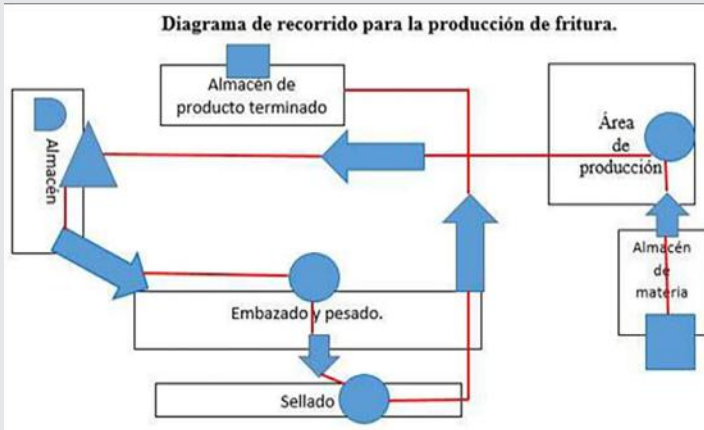 Diagrama de recorrido para la producción de fritura.
Almacén de
producto terminado
Almacén
Área
de
producción
Almacén
de
materia
Embazado y pesado.
Sellado